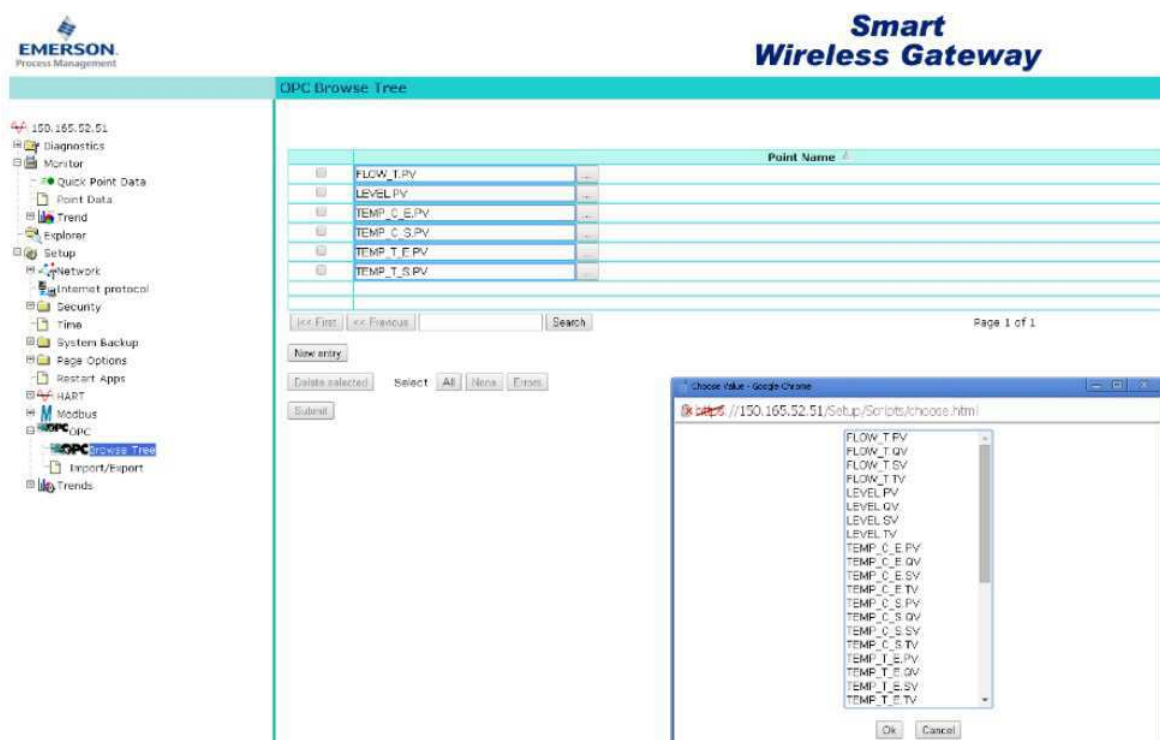 EMERSON.
Process Management
Smart
Wireless Gateway
OPC Browse Tree
150.165.52.51
Diagnostics
Monitor
Quick Point Data
Point Data
Trend
Explorer
Setup
Network
Internet protocol
Security
Time
System Backup
Page Options
Restart Apps
HART
Modbus
OPC OPC
OPC Browse Tree
Import/Export
Trends
Point Name
FLOW_T.PV ...
LEVEL.PV ...
TEMP_C_E.PV ...
TEMP_C_S.PV ...
TEMP_T_E.PV ...
TEMP_T_S.PV ...
|<< First << Previous Search Page 1 of 1
New entry
Delete selected Select All None Errors
Submit
Choose Value - Google Chrome
https://150.165.52.51/Setup/Scripts/choose.html
FLOW_T.PV
FLOW_T.QV
FLOW_T.SV
FLOW_T.TV
LEVEL.PV
LEVEL.QV
LEVEL.SV
LEVEL.TV
TEMP_C_E.PV
TEMP_C_E.QV
TEMP_C_E.SV
TEMP_C_E.TV
TEMP_C_S.PV
TEMP_C_S.QV
TEMP_C_S.SV
TEMP_C_S.TV
TEMP_T_E.PV
TEMP_T_E.QV
TEMP_T_E.SV
TEMP_T_E.TV
Ok Cancel